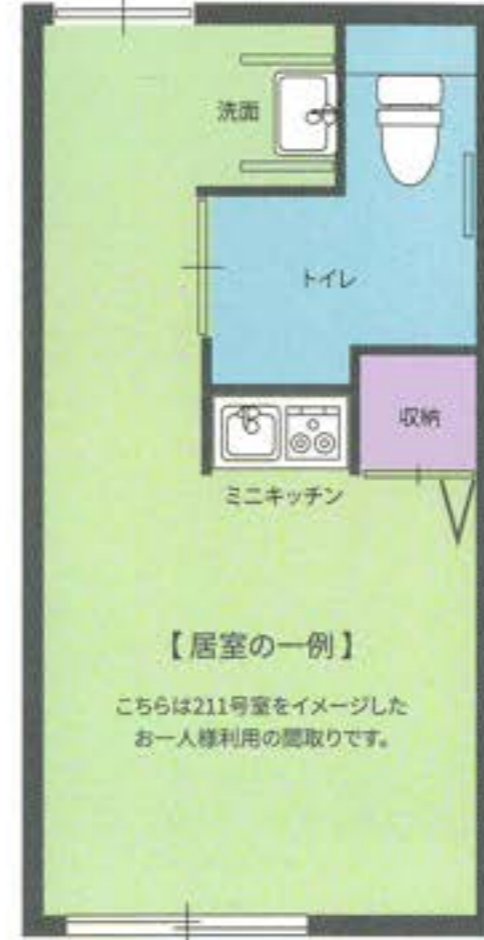 洗面
トイレ
収納
ミニキッチン
【居室の一例】
こちらは211号室をイメージした
お一人様利用の間取りです。